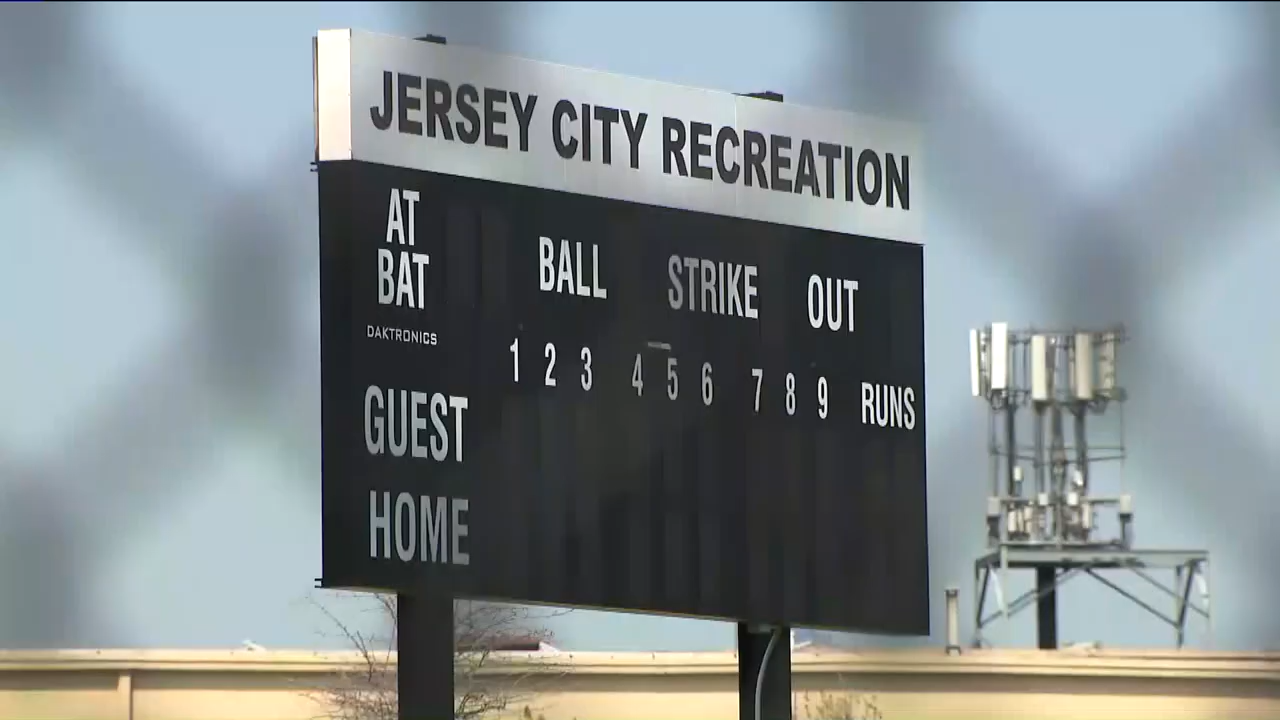 JERSEY CITY RECREATION
AT
BAT
BALL STRIKE OUT
DAKTRONICS
1 2 3 4 5 6 7 8 9 RUNS
GUEST
HOME